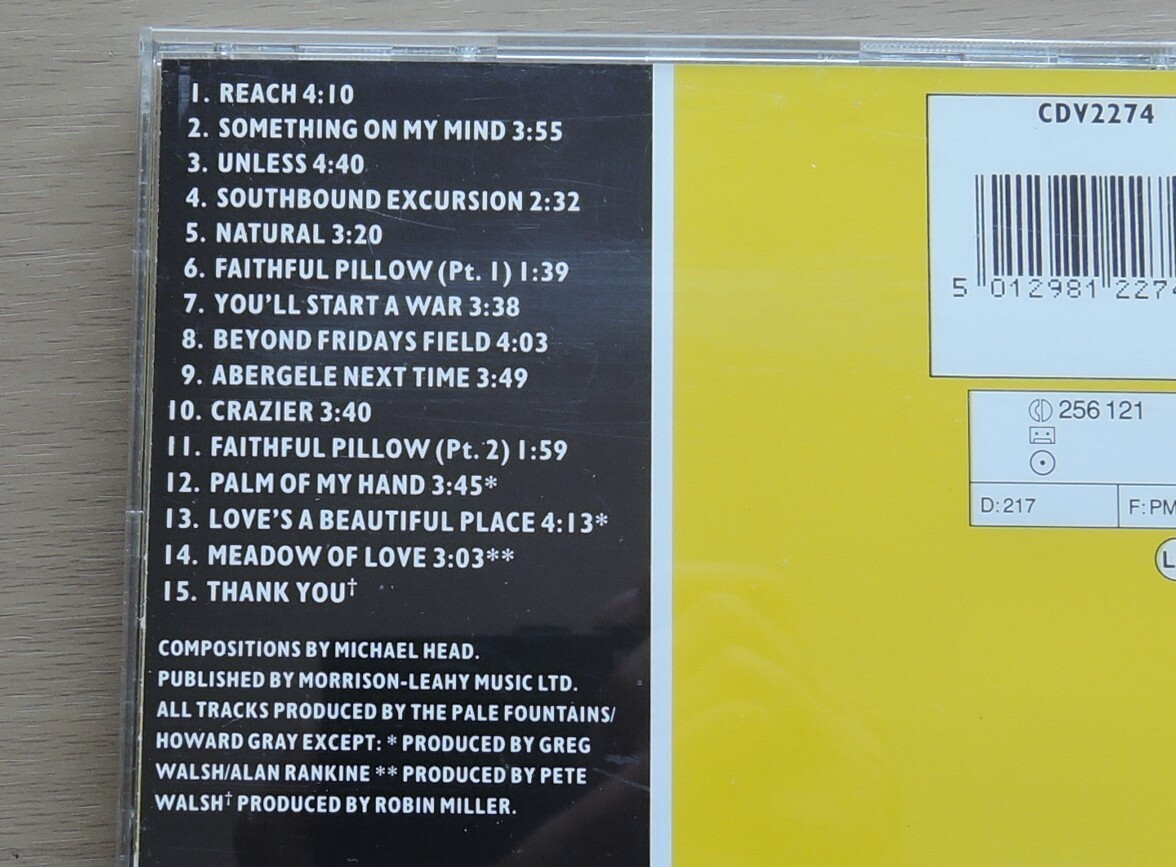 1. REACH 4:10
2. SOMETHING ON MY MIND 3:55
3. UNLESS 4:40
4. SOUTHBOUND EXCURSION 2:32
5. NATURAL 3:20
6. FAITHFUL PILLOW (Pt. 1) 1:39
7. YOU'LL START A WAR 3:38
8. BEYOND FRIDAYS FIELD 4:03
9. ABERGELE NEXT TIME 3:49
10. CRAZIER 3:40
11. FAITHFUL PILLOW (Pt. 2) 1:59
12. PALM OF MY HAND 3:45*
13. LOVE'S A BEAUTIFUL PLACE 4:13*
14. MEADOW OF LOVE 3:03**
15. THANK YOU†
COMPOSITIONS BY MICHAEL HEAD.
PUBLISHED BY MORRISON-LEAHY MUSIC LTD.
ALL TRACKS PRODUCED BY THE PALE FOUNTAINS/
HOWARD GRAY EXCEPT: * PRODUCED BY GREG
WALSH/ALAN RANKINE ** PRODUCED BY PETE
WALSH† PRODUCED BY ROBIN MILLER.
CDV2274
5 012981 2274
CD 256 121
D: 217
F: PM
L